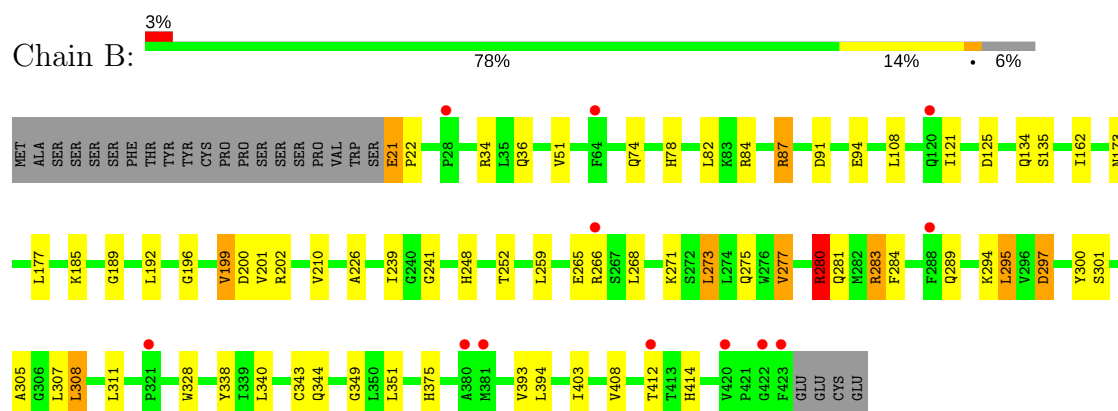 3%
Chain B:
78% 14% • 6%
MET ALA SER SER SER SER PHE THR TYR TYR CYS PRO PRO SER SER SER PRO VAL TRP SER E21 P22 P28 R34 L35 Q36 V51 F64 Q74 H78 L82 K83 R84 R87 D91 E94 L108 Q120 I121 D125 Q134 S135 I162 N173
L177 K185 G189 L192 G196 V199 D200 V201 R202 V210 A226 I239 G240 G241 H248 T252 L259 E265 R266 S267 L268 K271 S272 L273 L274 Q275 W276 V277 R280 Q281 M282 R283 F284 F288 Q289 K294 L295 V296 D297 Y300 S301
A305 G306 L307 L308 L311 P321 W328 Y338 I339 L340 C343 Q344 G349 L350 L351 H375 A380 M381 V393 L394 I403 V408 T412 T413 H414 V420 P421 G422 F423 GLU GLU CYS GLU